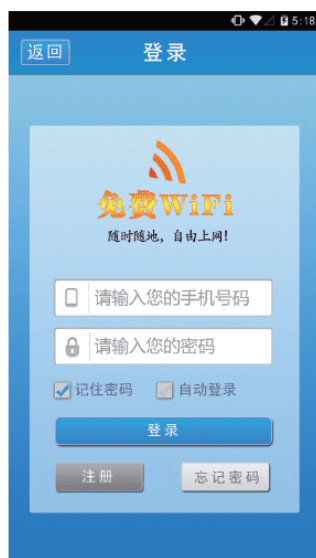 5:18
返回 登录
免费WiFi
随时随地，自由上网！
请输入您的手机号码
请输入您的密码
记住密码 自动登录
登录
注册 忘记密码